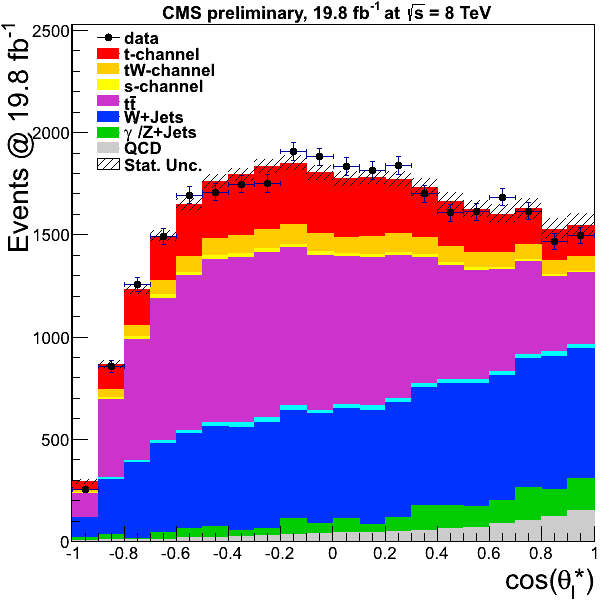 CMS preliminary, 19.8 fb⁻¹ at √s = 8 TeV
Events @ 19.8 fb⁻¹
data
t-channel
tW-channel
s-channel
tt̄
W+Jets
γ/Z+Jets
QCD
Stat. Unc.
2500
2000
1500
1000
500
0
-1 -0.8 -0.6 -0.4 -0.2 0 0.2 0.4 0.6 0.8 1
cos(θₗ*)